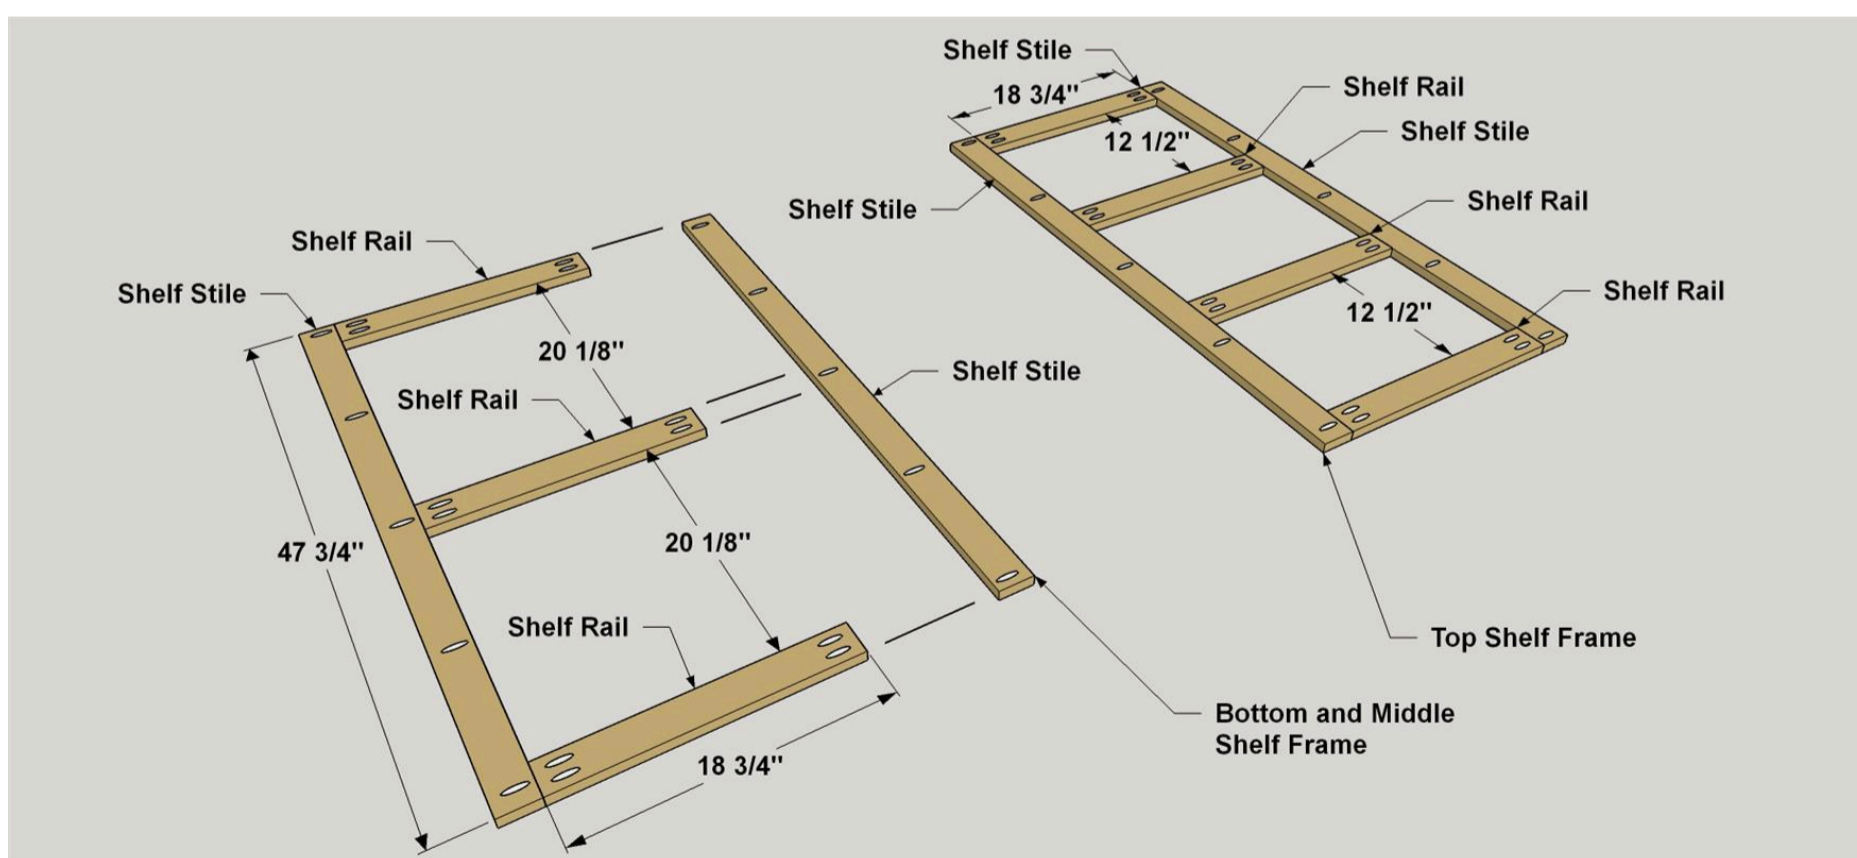 Shelf Stile
18 3/4"
Shelf Rail
12 1/2"
Shelf Stile
Shelf Stile
Shelf Rail
Shelf Rail
12 1/2"
Shelf Rail
Top Shelf Frame
Shelf Rail
Shelf Stile
20 1/8"
Shelf Stile
Shelf Rail
47 3/4"
20 1/8"
Shelf Rail
18 3/4"
Bottom and Middle
Shelf Frame